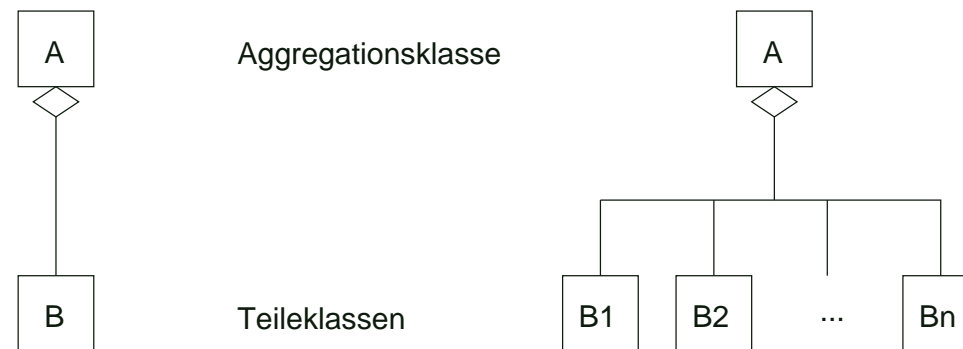 A Aggregationsklasse A
B Teileklassen B1 B2 ... Bn